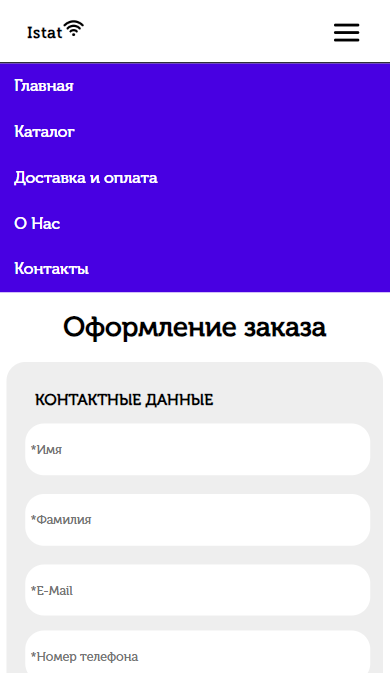 Istat
Главная
Каталог
Доставка и оплата
О Нас
Контакты
Оформление заказа
КОНТАКТНЫЕ ДАННЫЕ
*Имя
*Фамилия
*E-Mail
*Номер телефона